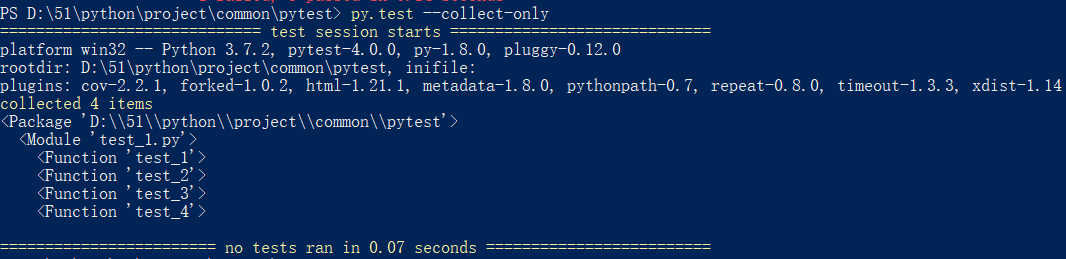 PS D:\51\python\project\common\pytest> py.test --collect-only
============================= test session starts =============================
platform win32 -- Python 3.7.2, pytest-4.0.0, py-1.8.0, pluggy-0.12.0
rootdir: D:\51\python\project\common\pytest, inifile:
plugins: cov-2.2.1, forked-1.0.2, html-1.21.1, metadata-1.8.0, pythonpath-0.7, repeat-0.8.0, timeout-1.3.3, xdist-1.14
collected 4 items
<Package 'D:\\51\\python\\project\\common\\pytest'>
  <Module 'test_1.py'>
    <Function 'test_1'>
    <Function 'test_2'>
    <Function 'test_3'>
    <Function 'test_4'>
======================== no tests ran in 0.07 seconds =========================